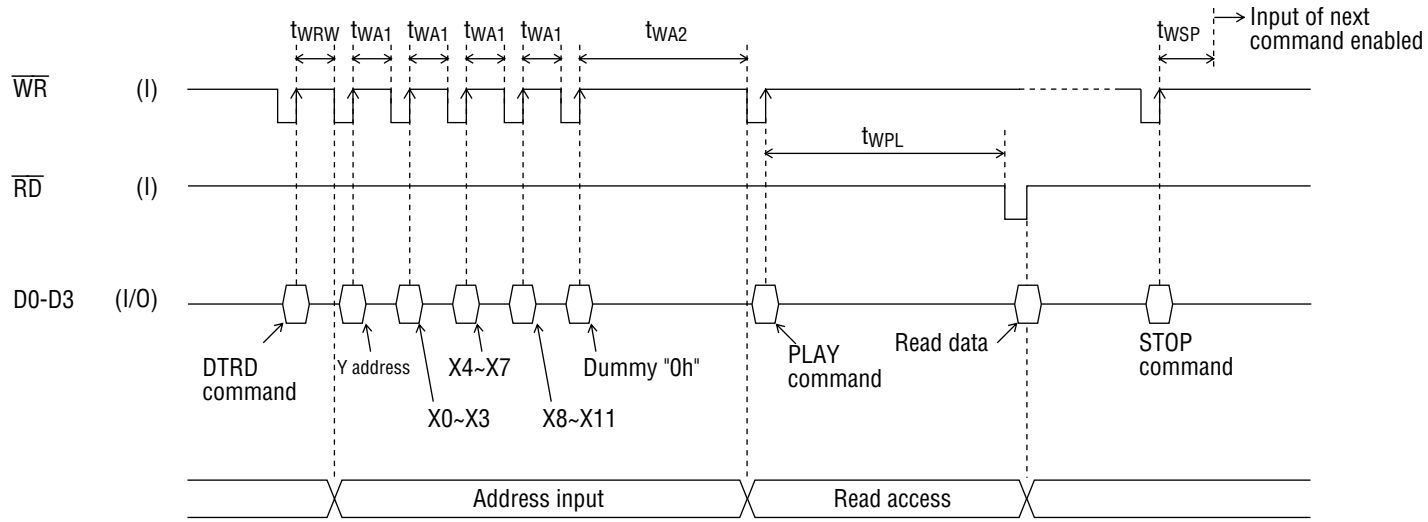 tWRW tWA1 tWA1 tWA1 tWA1 tWA2 tWSP Input of next
command enabled
WR (I)
tWPL
RD (I)
D0-D3 (I/O)
DTRD
command
Y address
X0~X3
X4~X7
X8~X11
Dummy "0h"
PLAY
command
Read data
STOP
command
Address input Read access